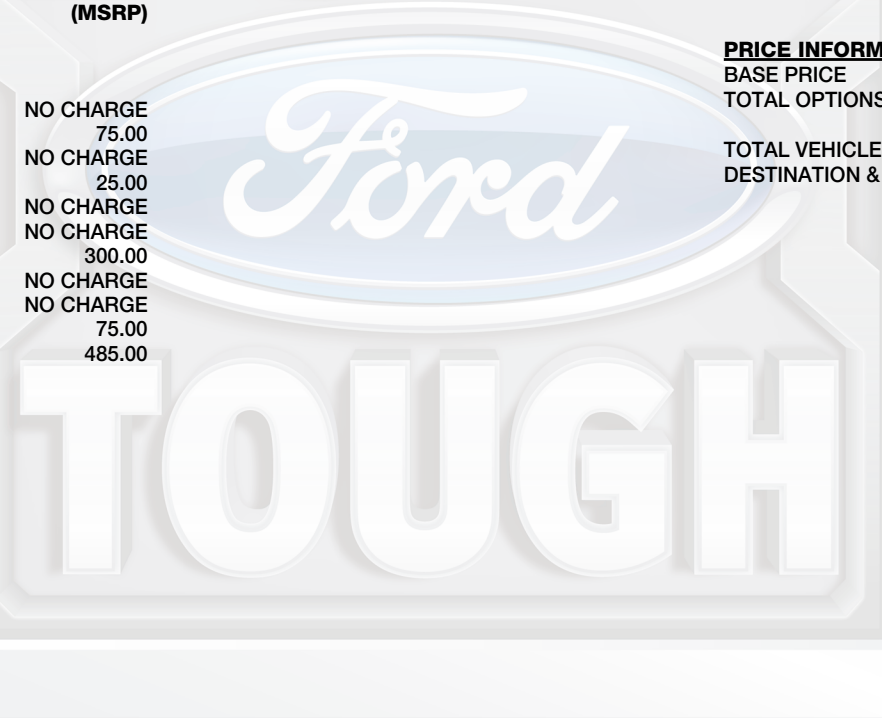 (MSRP)
NO CHARGE
75.00
NO CHARGE
25.00
NO CHARGE
NO CHARGE
300.00
NO CHARGE
NO CHARGE
75.00
485.00
PRICE INFORM
BASE PRICE
TOTAL OPTIONS
TOTAL VEHICLE
DESTINATION &
Ford
TOUGH